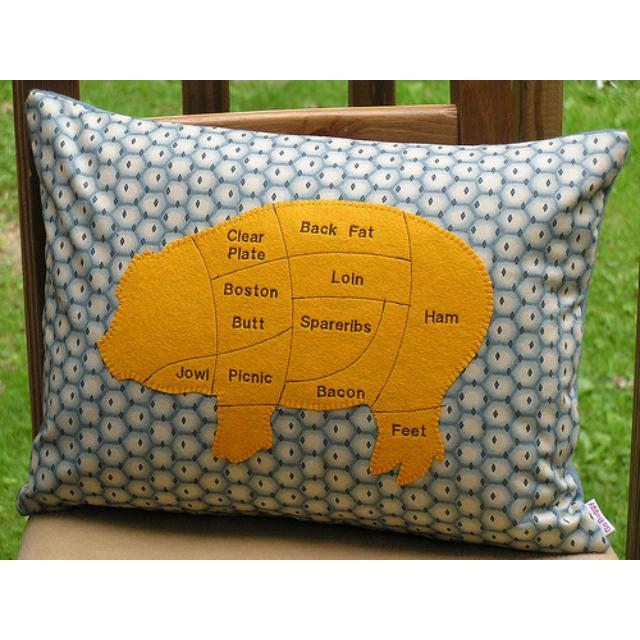 Clear
Plate
Back Fat
Boston
Butt
Loin
Spareribs
Ham
Jowl
Picnic
Bacon
Feet